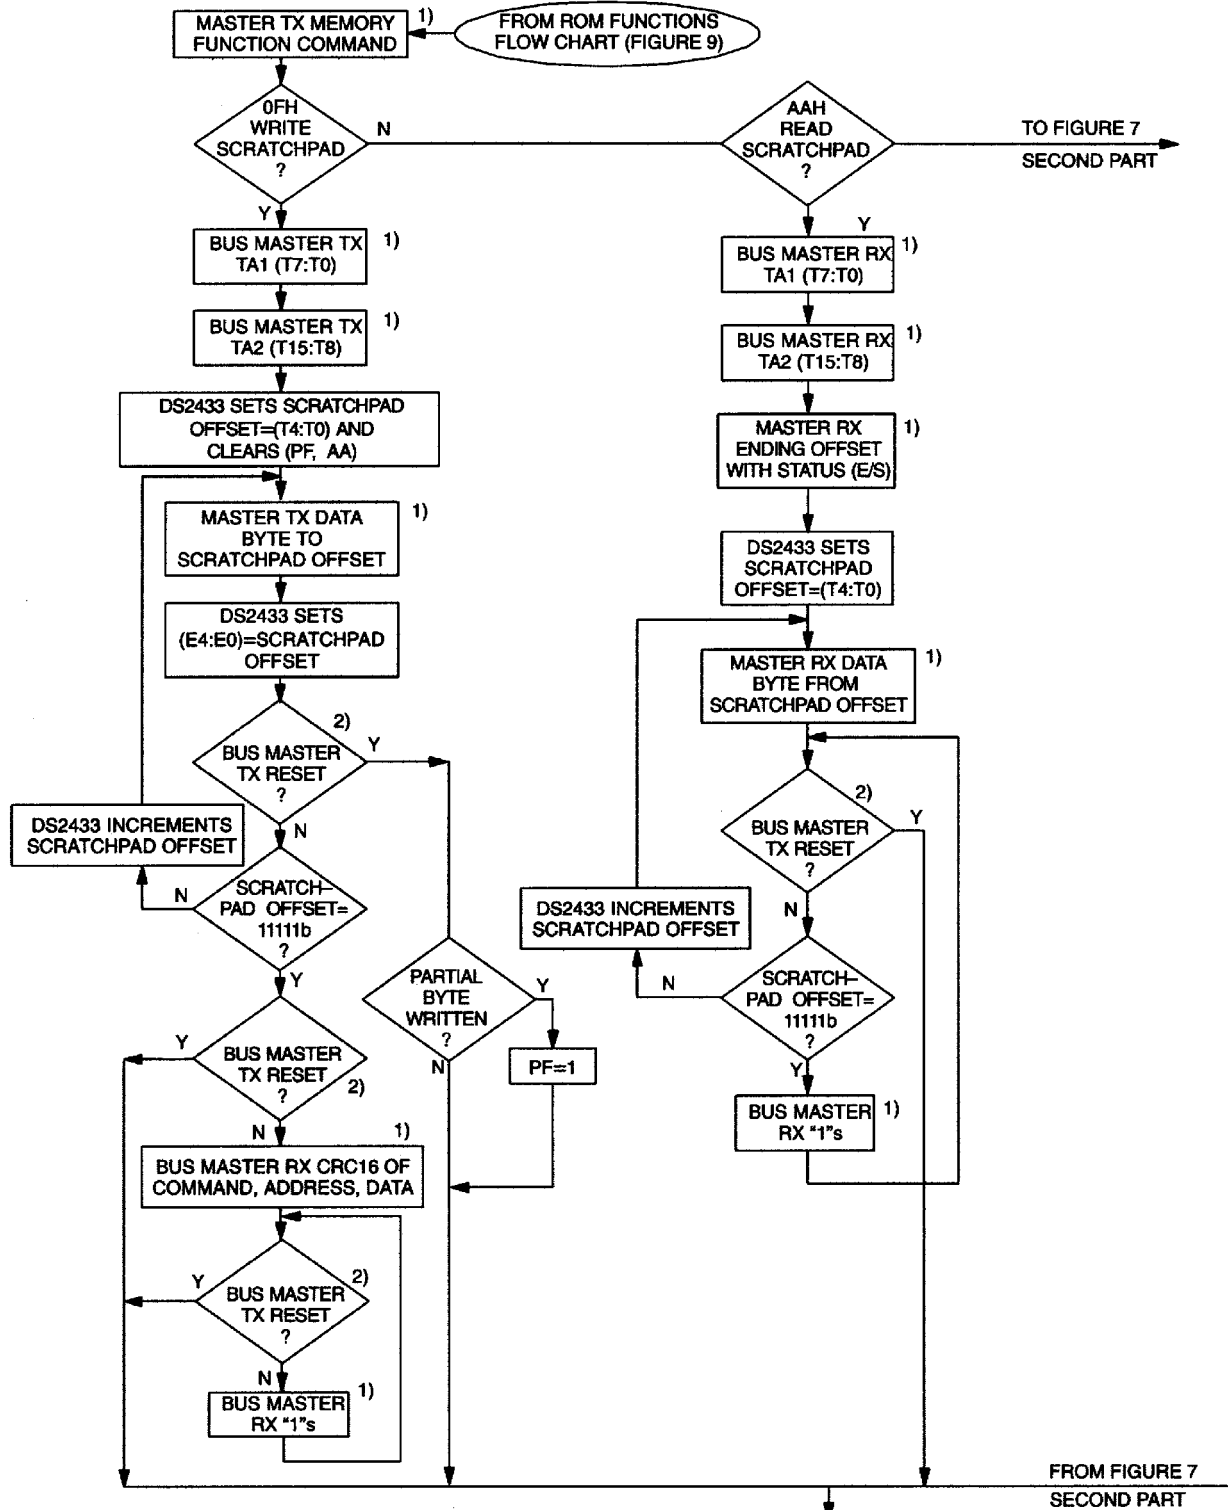 MASTER TX MEMORY
FUNCTION COMMAND
1)
FROM ROM FUNCTIONS
FLOW CHART (FIGURE 9)
0FH
WRITE
SCRATCHPAD
?
N
Y
AAH
READ
SCRATCHPAD
?
TO FIGURE 7
SECOND PART
Y
BUS MASTER TX
TA1 (T7:T0)
1)
BUS MASTER TX
TA2 (T15:T8)
1)
DS2433 SETS SCRATCHPAD
OFFSET=(T4:T0) AND
CLEARS (PF, AA)
MASTER TX DATA
BYTE TO
SCRATCHPAD OFFSET
1)
DS2433 SETS
(E4:E0)=SCRATCHPAD
OFFSET
BUS MASTER
TX RESET
?
2)
Y
N
DS2433 INCREMENTS
SCRATCHPAD OFFSET
N
SCRATCH–
PAD OFFSET=
11111b
?
Y
PARTIAL
BYTE
WRITTEN
?
Y
N
PF=1
Y
BUS MASTER
TX RESET
?
2)
N
1)
BUS MASTER RX CRC16 OF
COMMAND, ADDRESS, DATA
Y
BUS MASTER
TX RESET
?
2)
N
BUS MASTER
RX "1"s
1)
BUS MASTER RX
TA1 (T7:T0)
1)
BUS MASTER RX
TA2 (T15:T8)
1)
MASTER RX
ENDING OFFSET
WITH STATUS (E/S)
1)
DS2433 SETS
SCRATCHPAD
OFFSET=(T4:T0)
MASTER RX DATA
BYTE FROM
SCRATCHPAD OFFSET
1)
BUS MASTER
TX RESET
?
2)
Y
N
DS2433 INCREMENTS
SCRATCHPAD OFFSET
N
SCRATCH–
PAD OFFSET=
11111b
?
Y
BUS MASTER
RX "1"s
1)
FROM FIGURE 7
SECOND PART